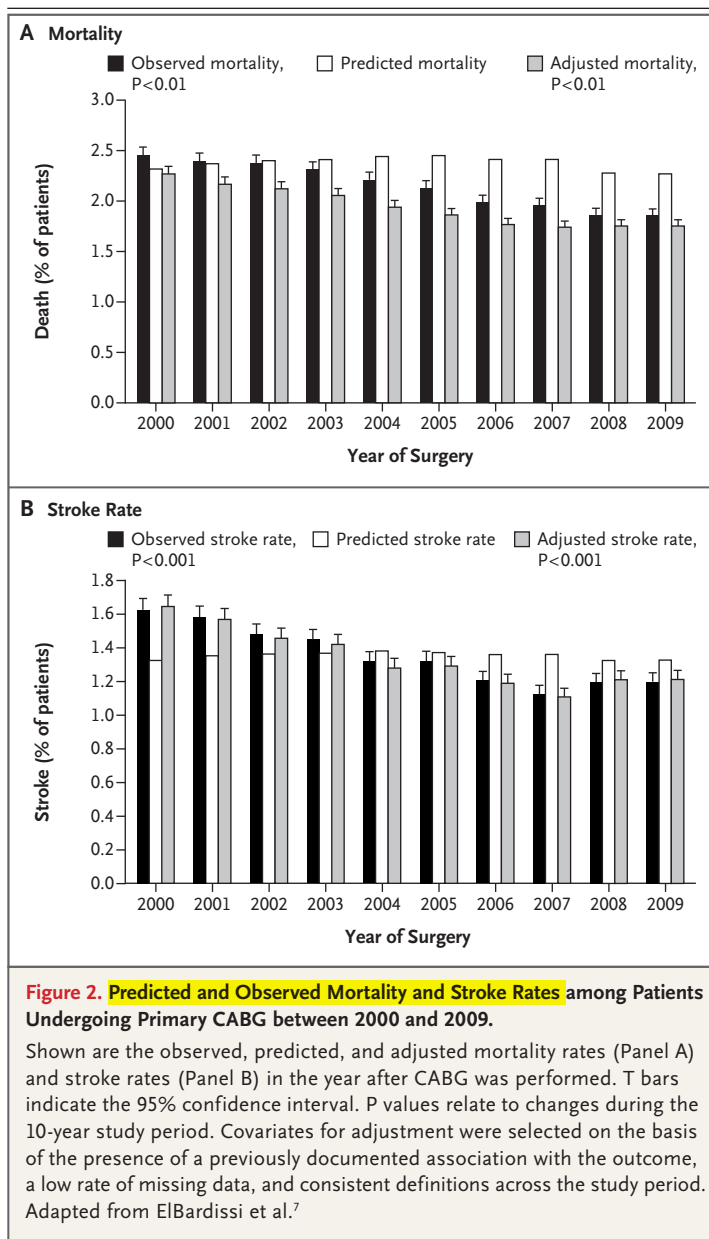 A Mortality
Observed mortality, P<0.01
Predicted mortality
Adjusted mortality, P<0.01
3.0
2.5
2.0
1.5
1.0
0.5
0.0
Death (% of patients)
2000 2001 2002 2003 2004 2005 2006 2007 2008 2009
Year of Surgery
B Stroke Rate
Observed stroke rate, P<0.001
Predicted stroke rate
Adjusted stroke rate, P<0.001
1.8
1.6
1.4
1.2
1.0
0.8
0.6
0.4
0.2
0.0
Stroke (% of patients)
2000 2001 2002 2003 2004 2005 2006 2007 2008 2009
Year of Surgery
Figure 2. Predicted and Observed Mortality and Stroke Rates among Patients
Undergoing Primary CABG between 2000 and 2009.
Shown are the observed, predicted, and adjusted mortality rates (Panel A)
and stroke rates (Panel B) in the year after CABG was performed. T bars
indicate the 95% confidence interval. P values relate to changes during the
10-year study period. Covariates for adjustment were selected on the basis
of the presence of a previously documented association with the outcome,
a low rate of missing data, and consistent definitions across the study period.
Adapted from ElBardissi et al.7